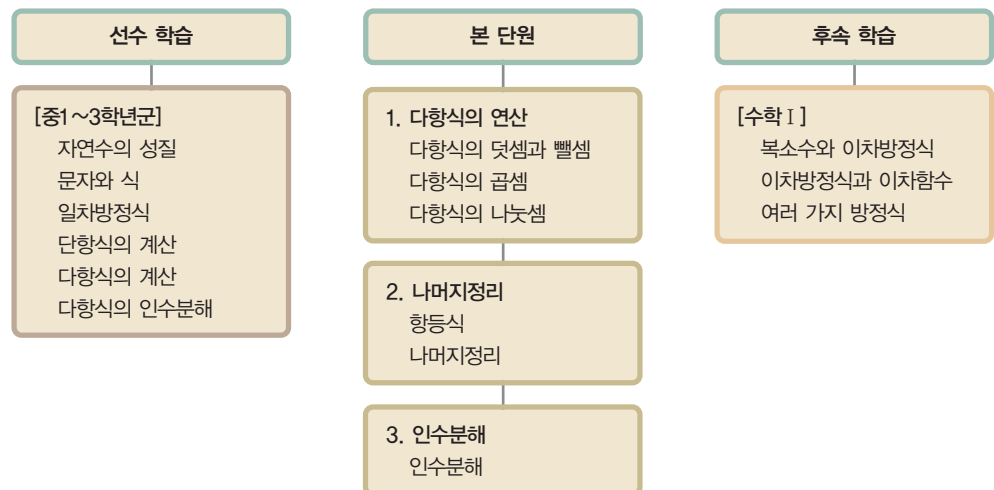 선수 학습
[중1~3학년군]
자연수의 성질
문자와 식
일차방정식
단항식의 계산
다항식의 계산
다항식의 인수분해
본 단원
1. 다항식의 연산
다항식의 덧셈과 뺄셈
다항식의 곱셈
다항식의 나눗셈
2. 나머지정리
항등식
나머지정리
3. 인수분해
인수분해
후속 학습
[수학Ⅰ]
복소수와 이차방정식
이차방정식과 이차함수
여러 가지 방정식